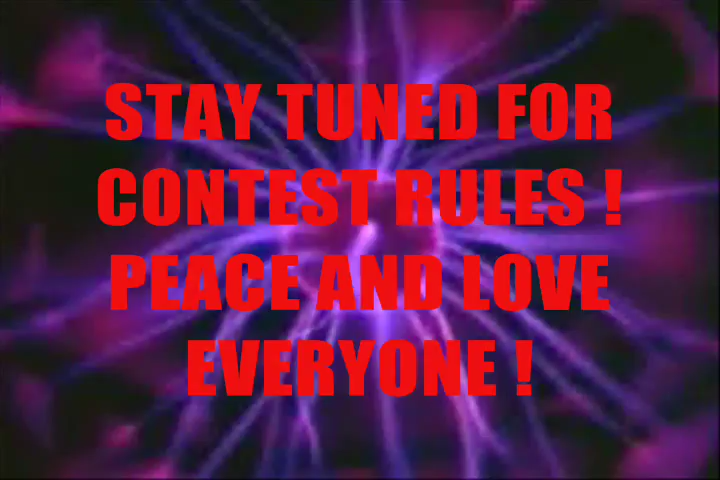 STAY TUNED FOR
CONTEST RULES !
PEACE AND LOVE
EVERYONE !